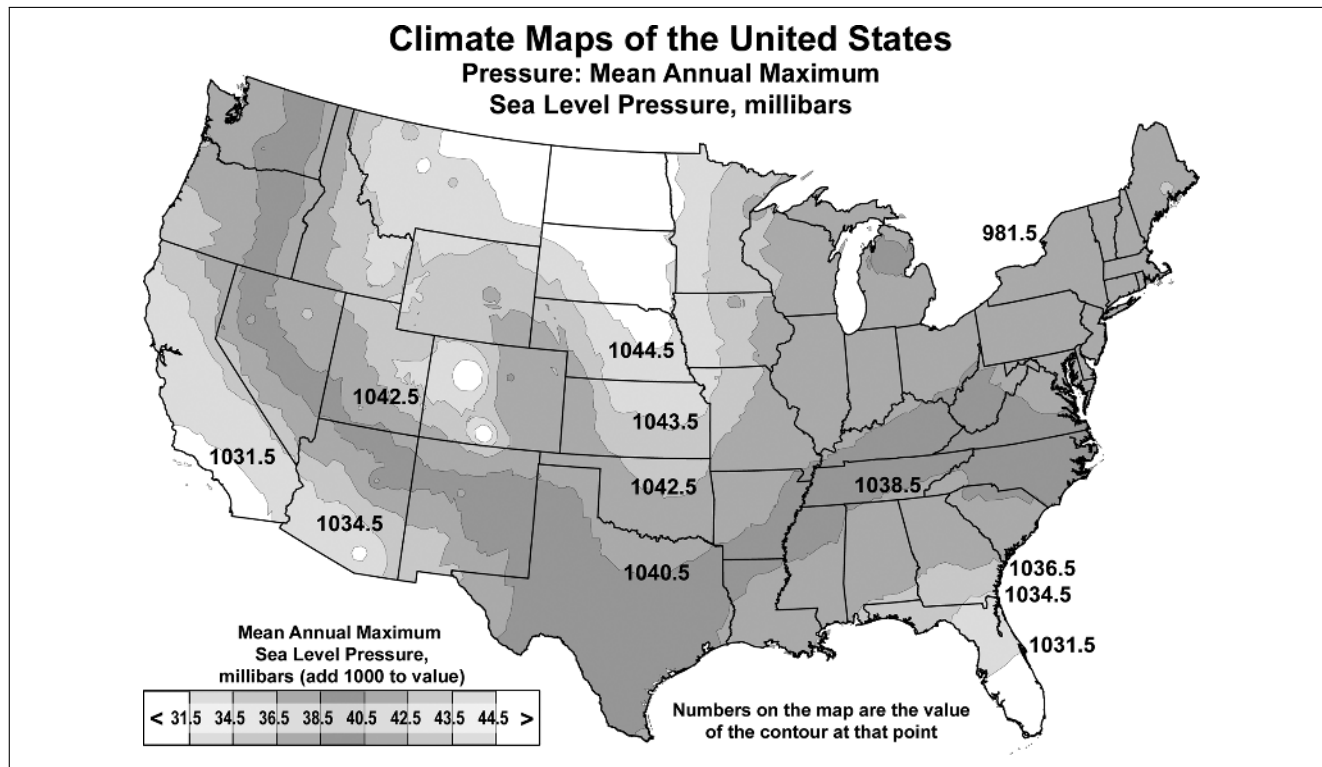 Climate Maps of the United States
Pressure: Mean Annual Maximum
Sea Level Pressure, millibars
981.5
1044.5
1042.5
1043.5
1031.5
1042.5
1038.5
1034.5
1040.5
1036.5
1034.5
1031.5
Mean Annual Maximum
Sea Level Pressure,
millibars (add 1000 to value)
< 31.5 34.5 36.5 38.5 40.5 42.5 43.5 44.5 >
Numbers on the map are the value
of the contour at that point